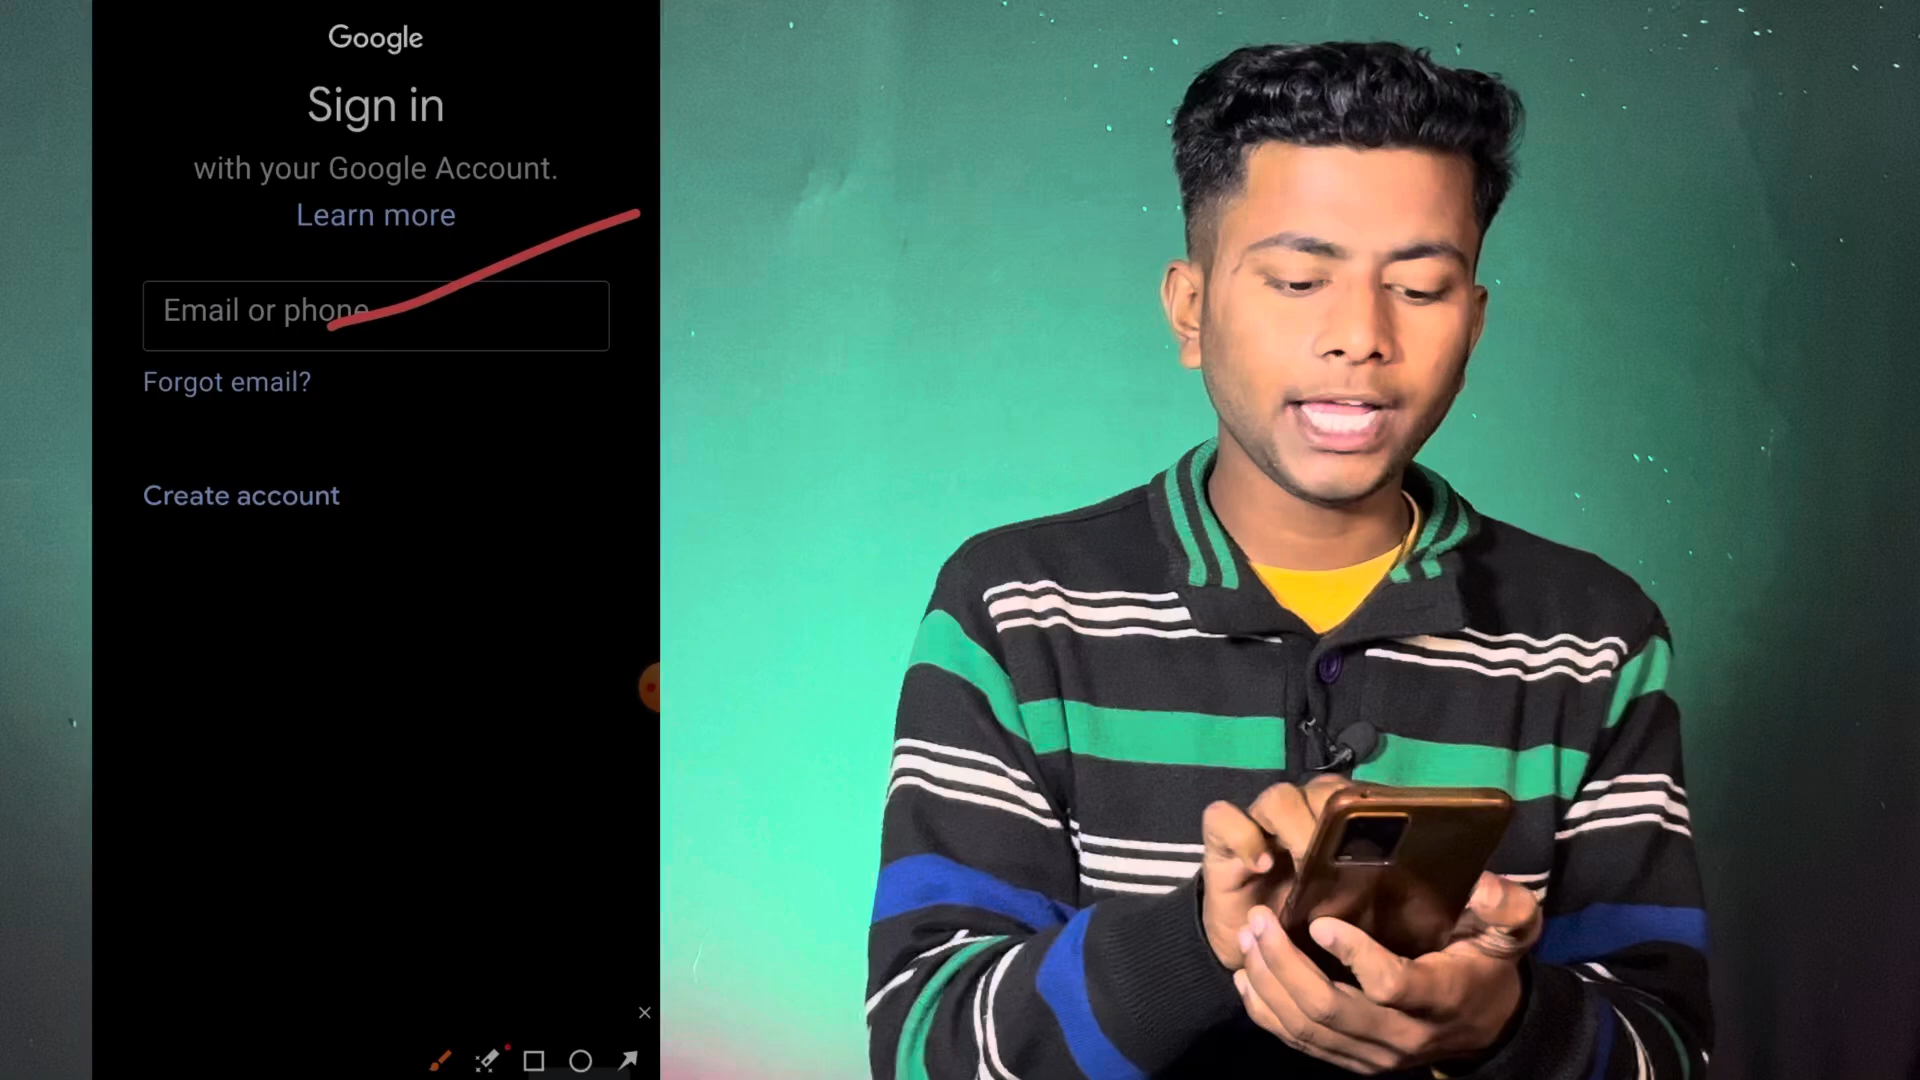 Google
Sign in
with your Google Account.
Learn more
Email or phone
Forgot email?
Create account